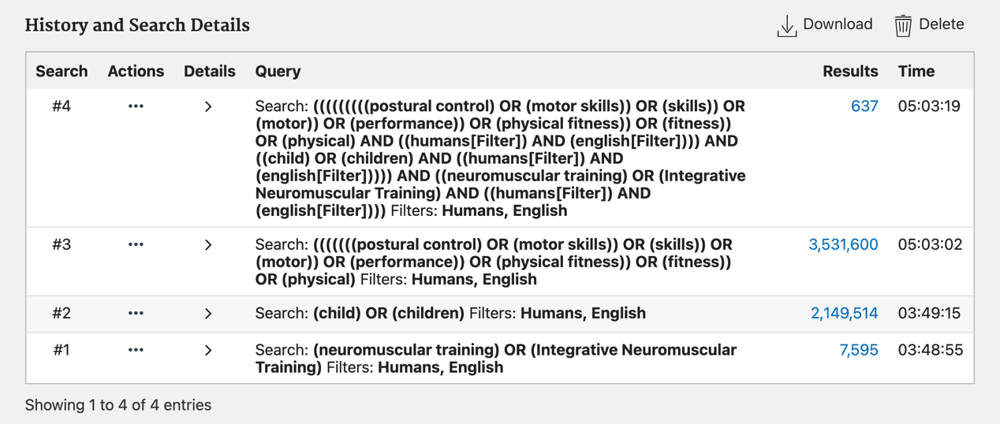 History and Search Details
Download
Delete
Search Actions Details Query Results Time
#4 ••• > Search: (((((((((postural control) OR (motor skills)) OR (skills)) OR 637 05:03:19
(motor)) OR (performance)) OR (physical fitness)) OR (fitness))
OR (physical) AND ((humans[Filter]) AND (english[Filter]))) AND
((child) OR (children) AND ((humans[Filter]) AND
(english[Filter])))) AND ((neuromuscular training) OR (Integrative
Neuromuscular Training) AND ((humans[Filter]) AND
(english[Filter]))) Filters: Humans, English
#3 ••• > Search: (((((((postural control) OR (motor skills)) OR (skills)) OR 3,531,600 05:03:02
(motor)) OR (performance)) OR (physical fitness)) OR (fitness))
OR (physical) Filters: Humans, English
#2 ••• > Search: (child) OR (children) Filters: Humans, English 2,149,514 03:49:15
#1 ••• > Search: (neuromuscular training) OR (Integrative Neuromuscular 7,595 03:48:55
Training) Filters: Humans, English
Showing 1 to 4 of 4 entries